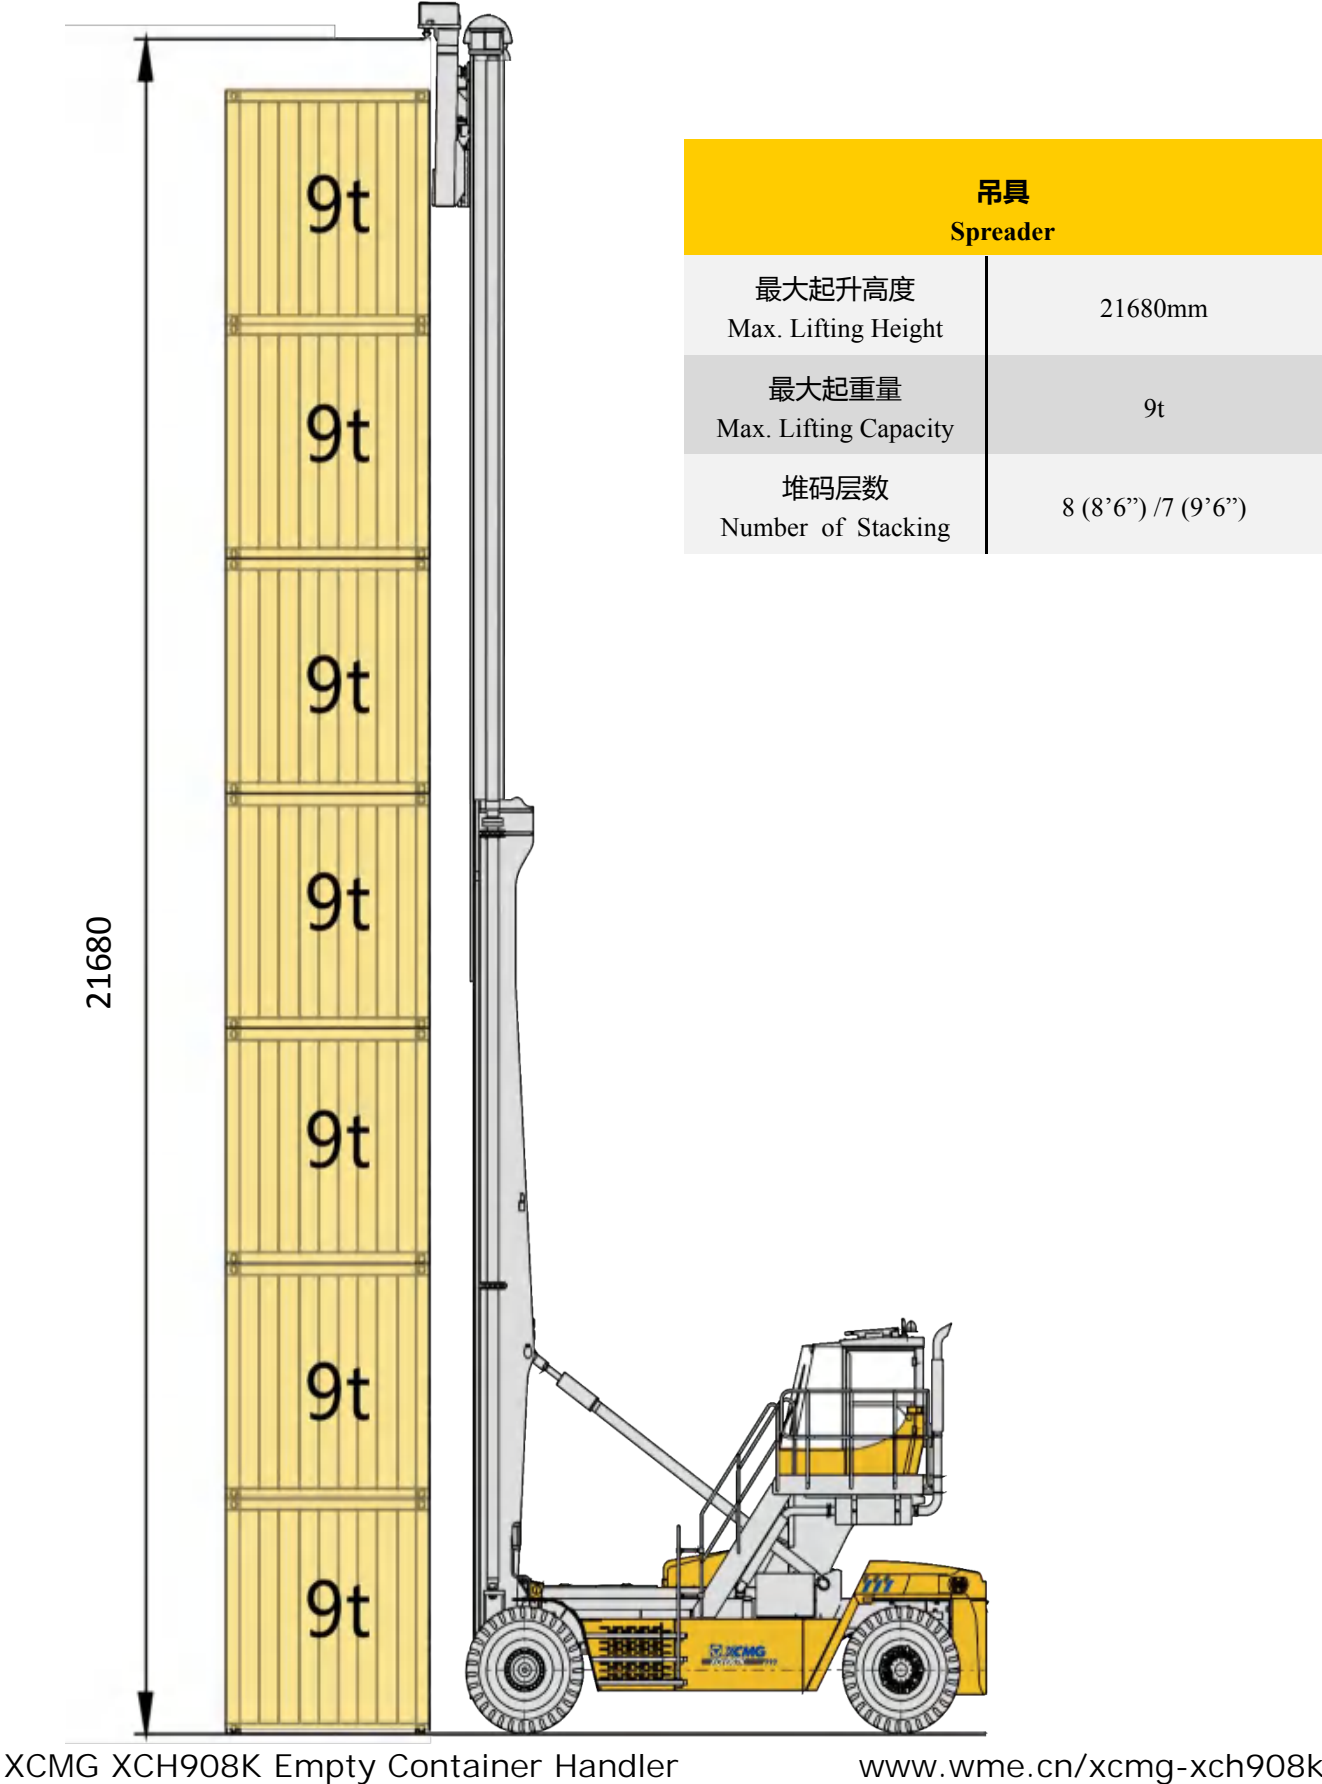 9t
9t
9t
9t
9t
9t
9t
21680
吊具
Spreader
最大起升高度
Max. Lifting Height
21680mm
最大起重量
Max. Lifting Capacity
9t
堆码层数
Number of Stacking
8 (8’6”) /7 (9’6”)
XCMG
XCMG XCH908K Empty Container Handler
www.wme.cn/xcmg-xch908k